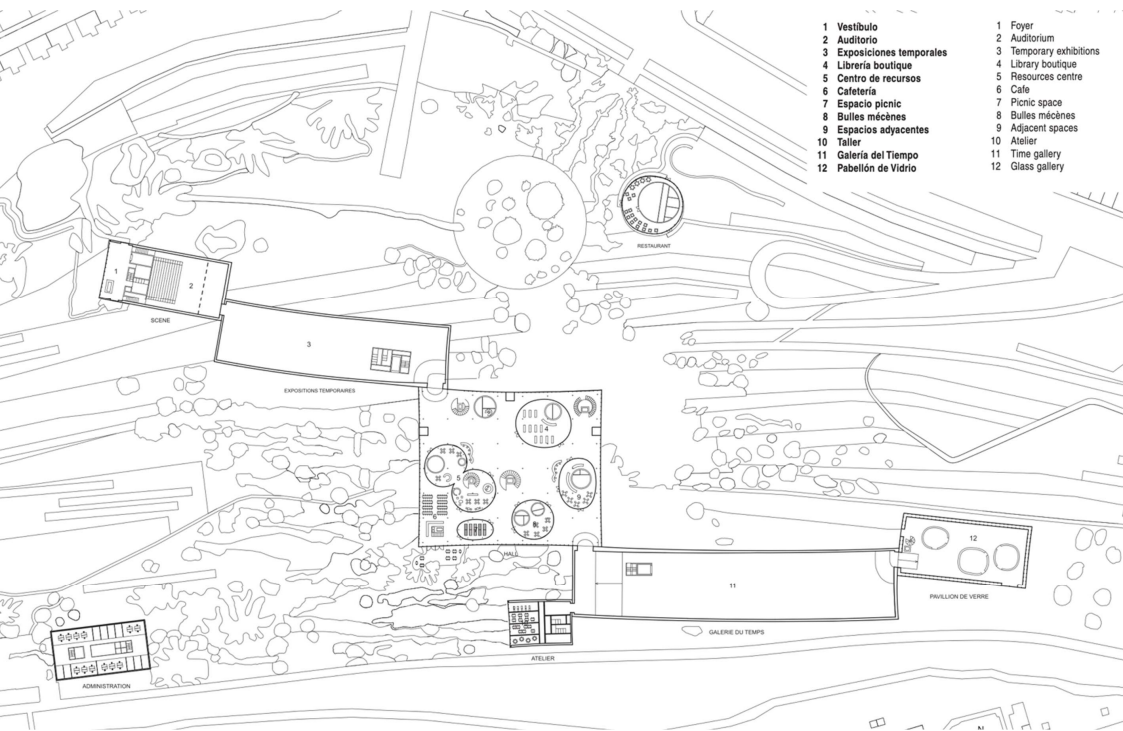 1 Vestíbulo
2 Auditorio
3 Exposiciones temporales
4 Librería boutique
5 Centro de recursos
6 Cafetería
7 Espacio picnic
8 Bulles mécènes
9 Espacios adyacentes
10 Taller
11 Galería del Tiempo
12 Pabellón de Vidrio
1 Foyer
2 Auditorium
3 Temporary exhibitions
4 Library boutique
5 Resources centre
6 Cafe
7 Picnic space
8 Bulles mécènes
9 Adjacent spaces
10 Atelier
11 Time gallery
12 Glass gallery
RESTAURANT
1
2
SCENE
3
EXPOSITIONS TEMPORAIRES
4
5
9
6
HALL
12
11
PAVILLION DE VERRE
GALERIE DU TEMPS
ATELIER
ADMINISTRATION